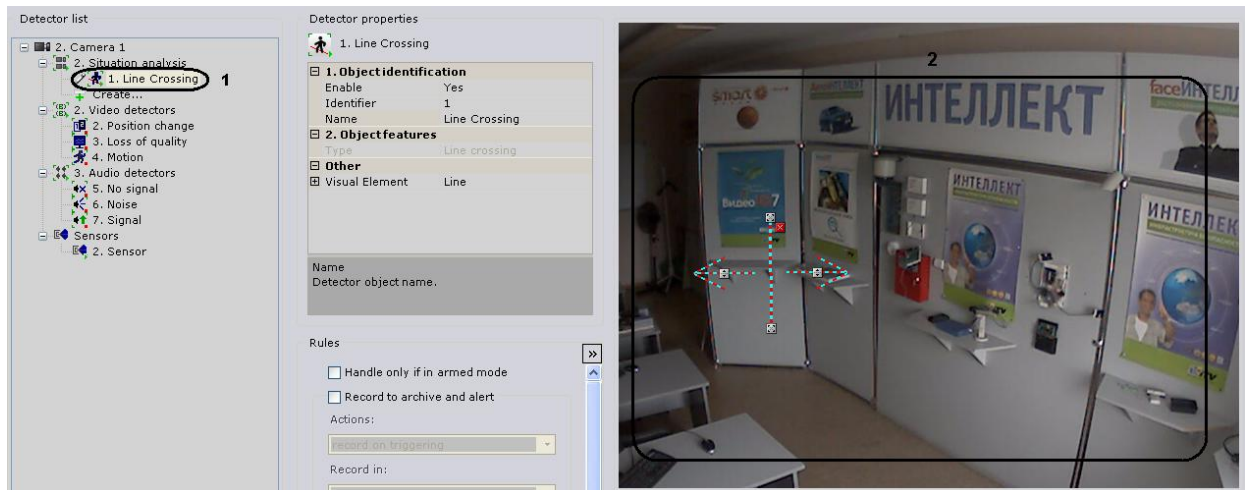 Detector list
2. Camera 1
2. Situation analysis
1. Line Crossing
1
Create...
2. Video detectors
2. Position change
3. Loss of quality
4. Motion
3. Audio detectors
5. No signal
6. Noise
7. Signal
Sensors
2. Sensor
Detector properties
1. Line Crossing
1. Object identification
Enable Yes
Identifier 1
Name Line Crossing
2. Object features
Type Line crossing
Other
Visual Element Line
Name
Detector object name.
Rules
»
Handle only if in armed mode
Record to archive and alert
Actions:
record on triggering
Record in:
2
smart
ИНТЕЛЛЕКТ
faceИНТЕЛЛ
Видео 7
ИНТЕЛЛЕКТ
ИНТЕЛЛЕК